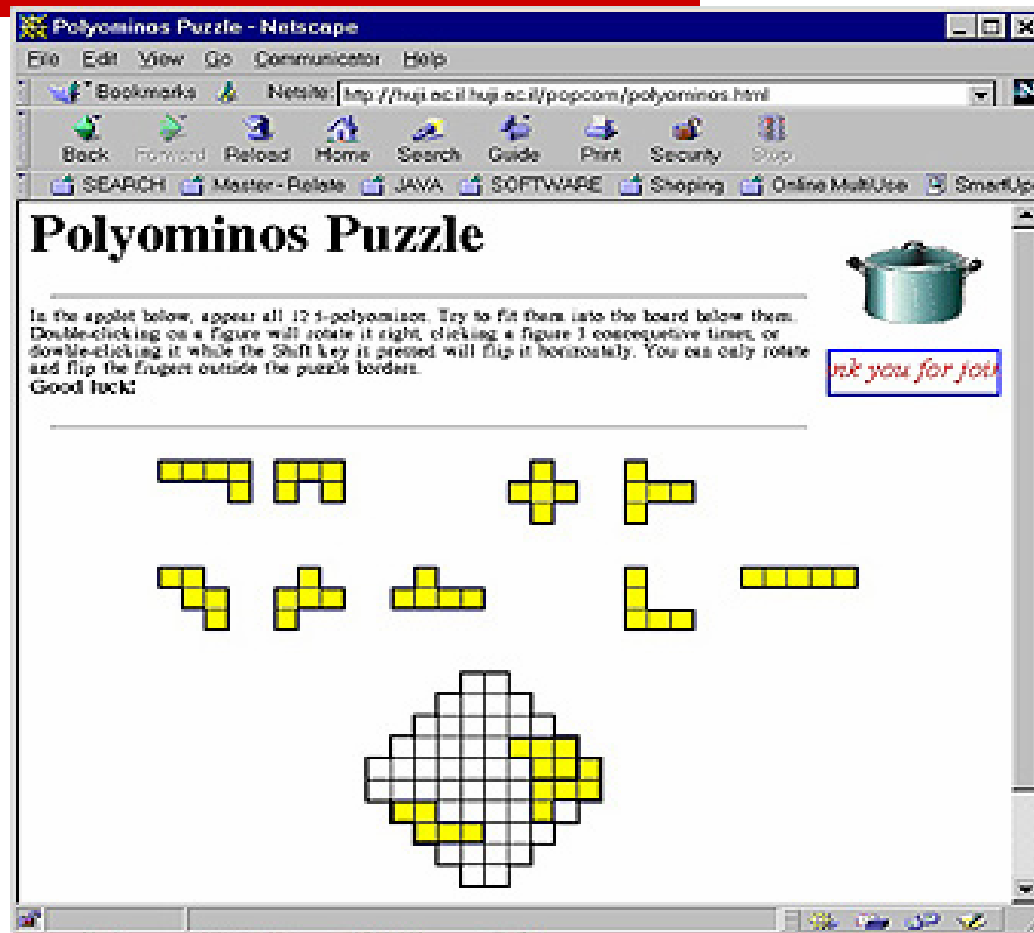 Polyominos Puzzle - Netscape
File Edit View Go Communicator Help
Bookmarks Netsite: http://huji.ac.il.huji-ac.il/popcorn/polyominos.html
Back Forward Reload Home Search Guide Print Security Stop
SEARCH Master-Relate JAVA SOFTWARE Shoping Online MultiUse SmartUp
Polyominos Puzzle
In the applet below, appear all 12 5-polyominos. Try to fit them into the board below them.
Double-clicking on a figure will rotate it right, clicking a figure 3 consequetive times, or
dowble-clicking it while the Shift key is pressed will flip it horizontally. You can only rotate
and flip the frugers outside the puzzle borders.
Good luck!
nk you for joi